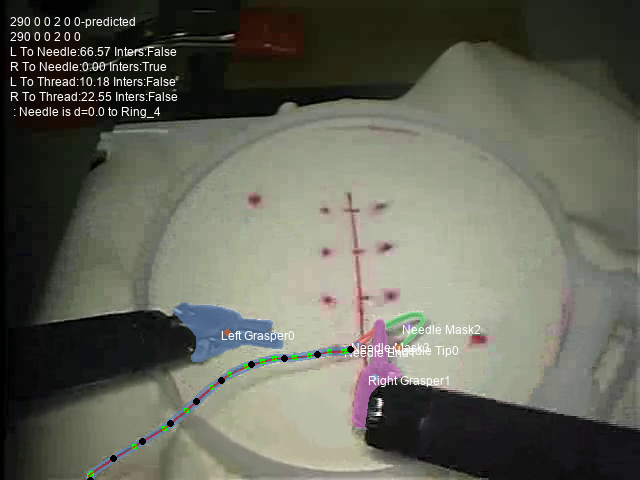 290 0 0 2 0 0-predicted
290 0 0 2 0 0
L To Needle:66.57 Inters:False
R To Needle:0.00 Inters:True
L To Thread:10.18 Inters:False
R To Thread:22.55 Inters:False
: Needle is d=0.0 to Ring_4
Left Grasper0
Needle Mask2
Needle Mask3
Needle Tip0
Right Grasper1